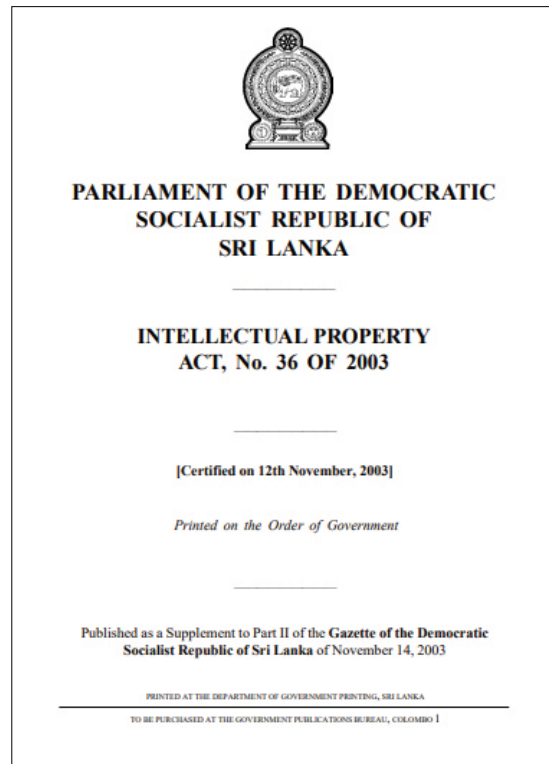 PARLIAMENT OF THE DEMOCRATIC
SOCIALIST REPUBLIC OF
SRI LANKA
INTELLECTUAL PROPERTY
ACT, No. 36 OF 2003
[Certified on 12th November, 2003]
Printed on the Order of Government
Published as a Supplement to Part II of the Gazette of the Democratic
Socialist Republic of Sri Lanka of November 14, 2003
PRINTED AT THE DEPARTMENT OF GOVERNMENT PRINTING, SRI LANKA
TO BE PURCHASED AT THE GOVERNMENT PUBLICATIONS BUREAU, COLOMBO 1